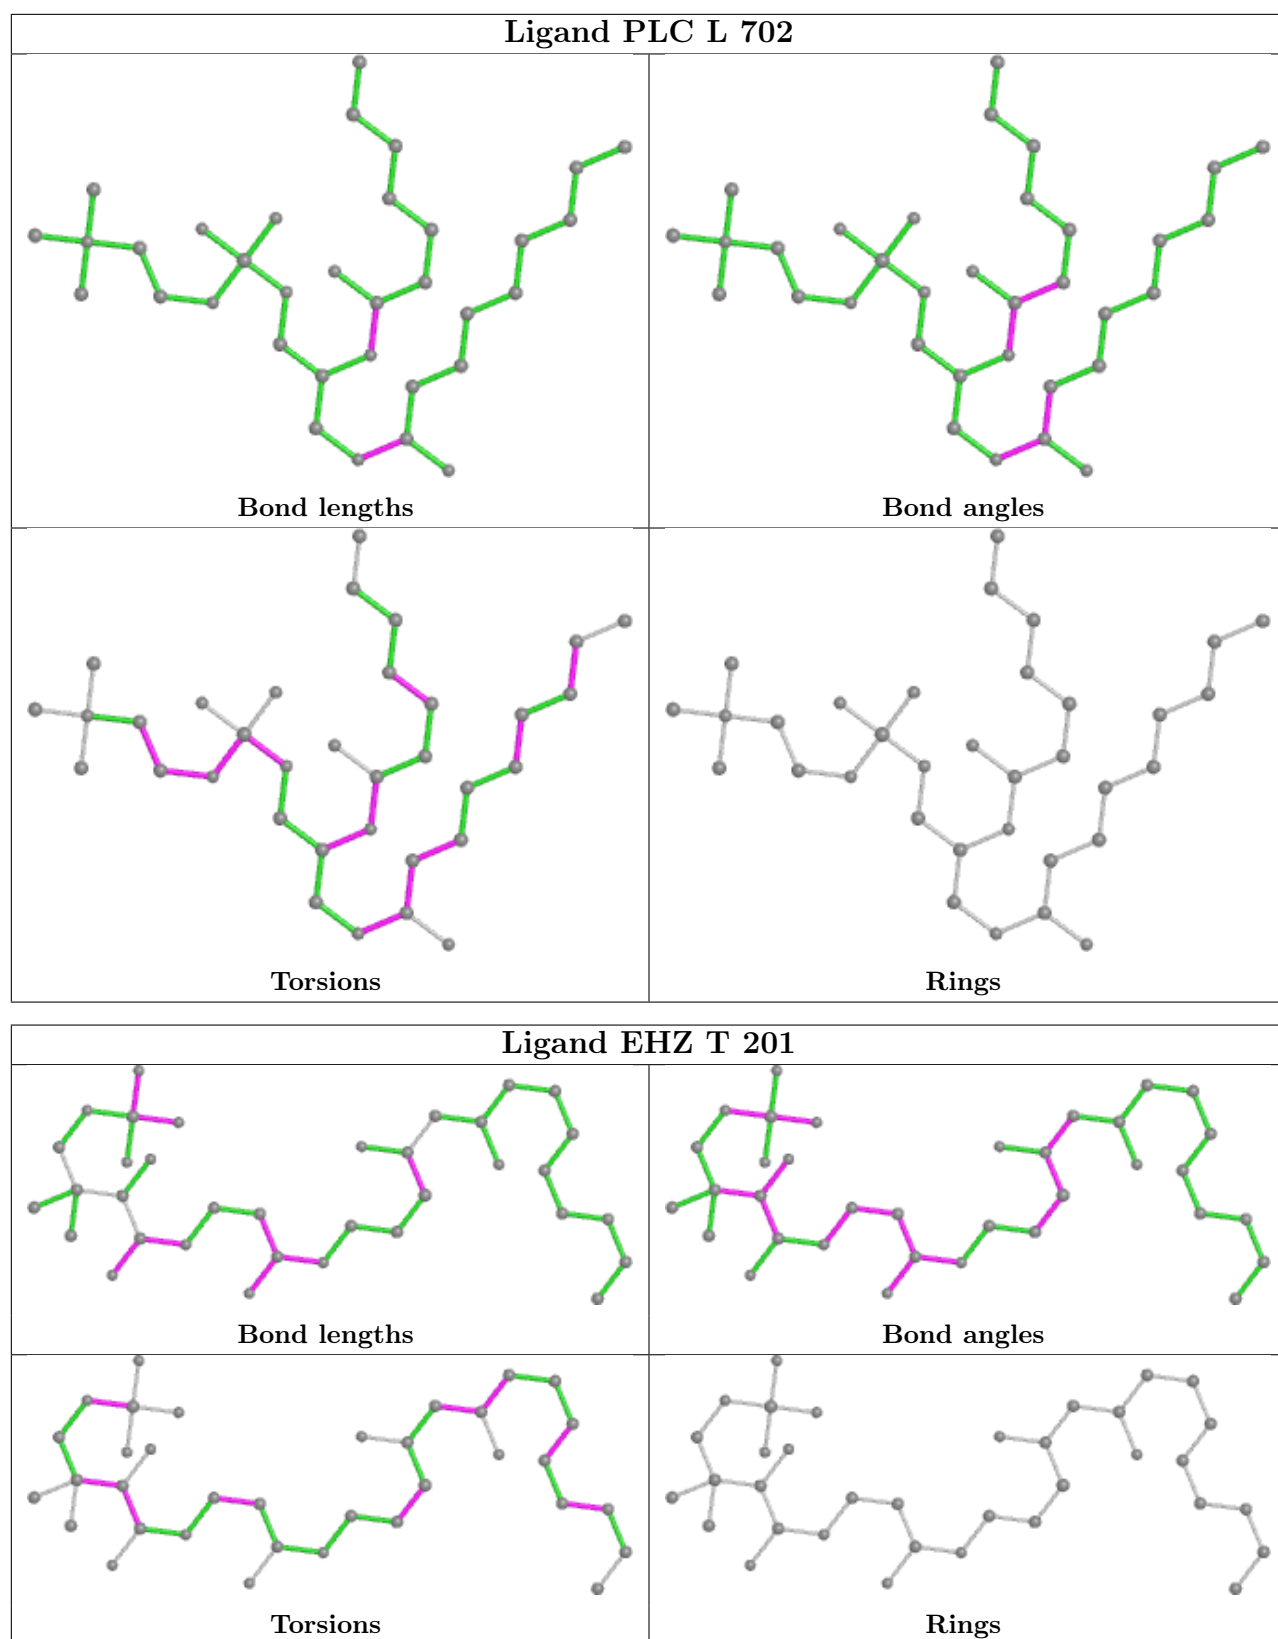 Ligand PLC L 702
Bond lengths
Bond angles
Torsions
Rings
Ligand EHZ T 201
Bond lengths
Bond angles
Torsions
Rings